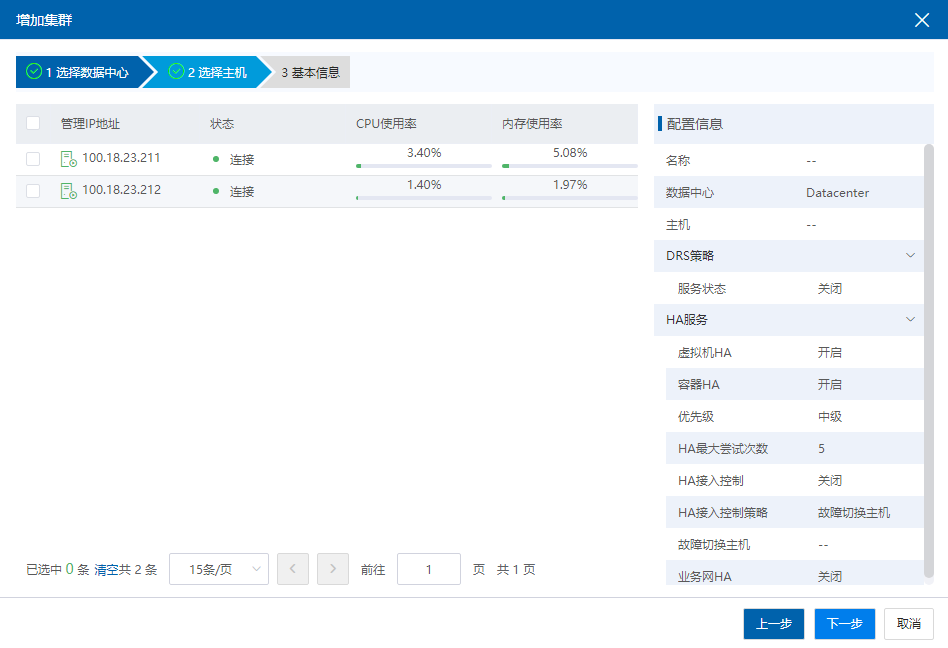 增加集群
1 选择数据中心 2 选择主机 3 基本信息
管理IP地址 状态 CPU使用率 内存使用率
100.18.23.211 连接 3.40% 5.08%
100.18.23.212 连接 1.40% 1.97%
已选中 0 条 清空共 2 条 15条/页 前往 1 页 共 1 页
配置信息
名称 --
数据中心 Datacenter
主机 --
DRS策略
服务状态 关闭
HA服务
虚拟机HA 开启
容器HA 开启
优先级 中级
HA最大尝试次数 5
HA接入控制 关闭
HA接入控制策略 故障切换主机
故障切换主机 --
业务网HA 关闭
上一步 下一步 取消